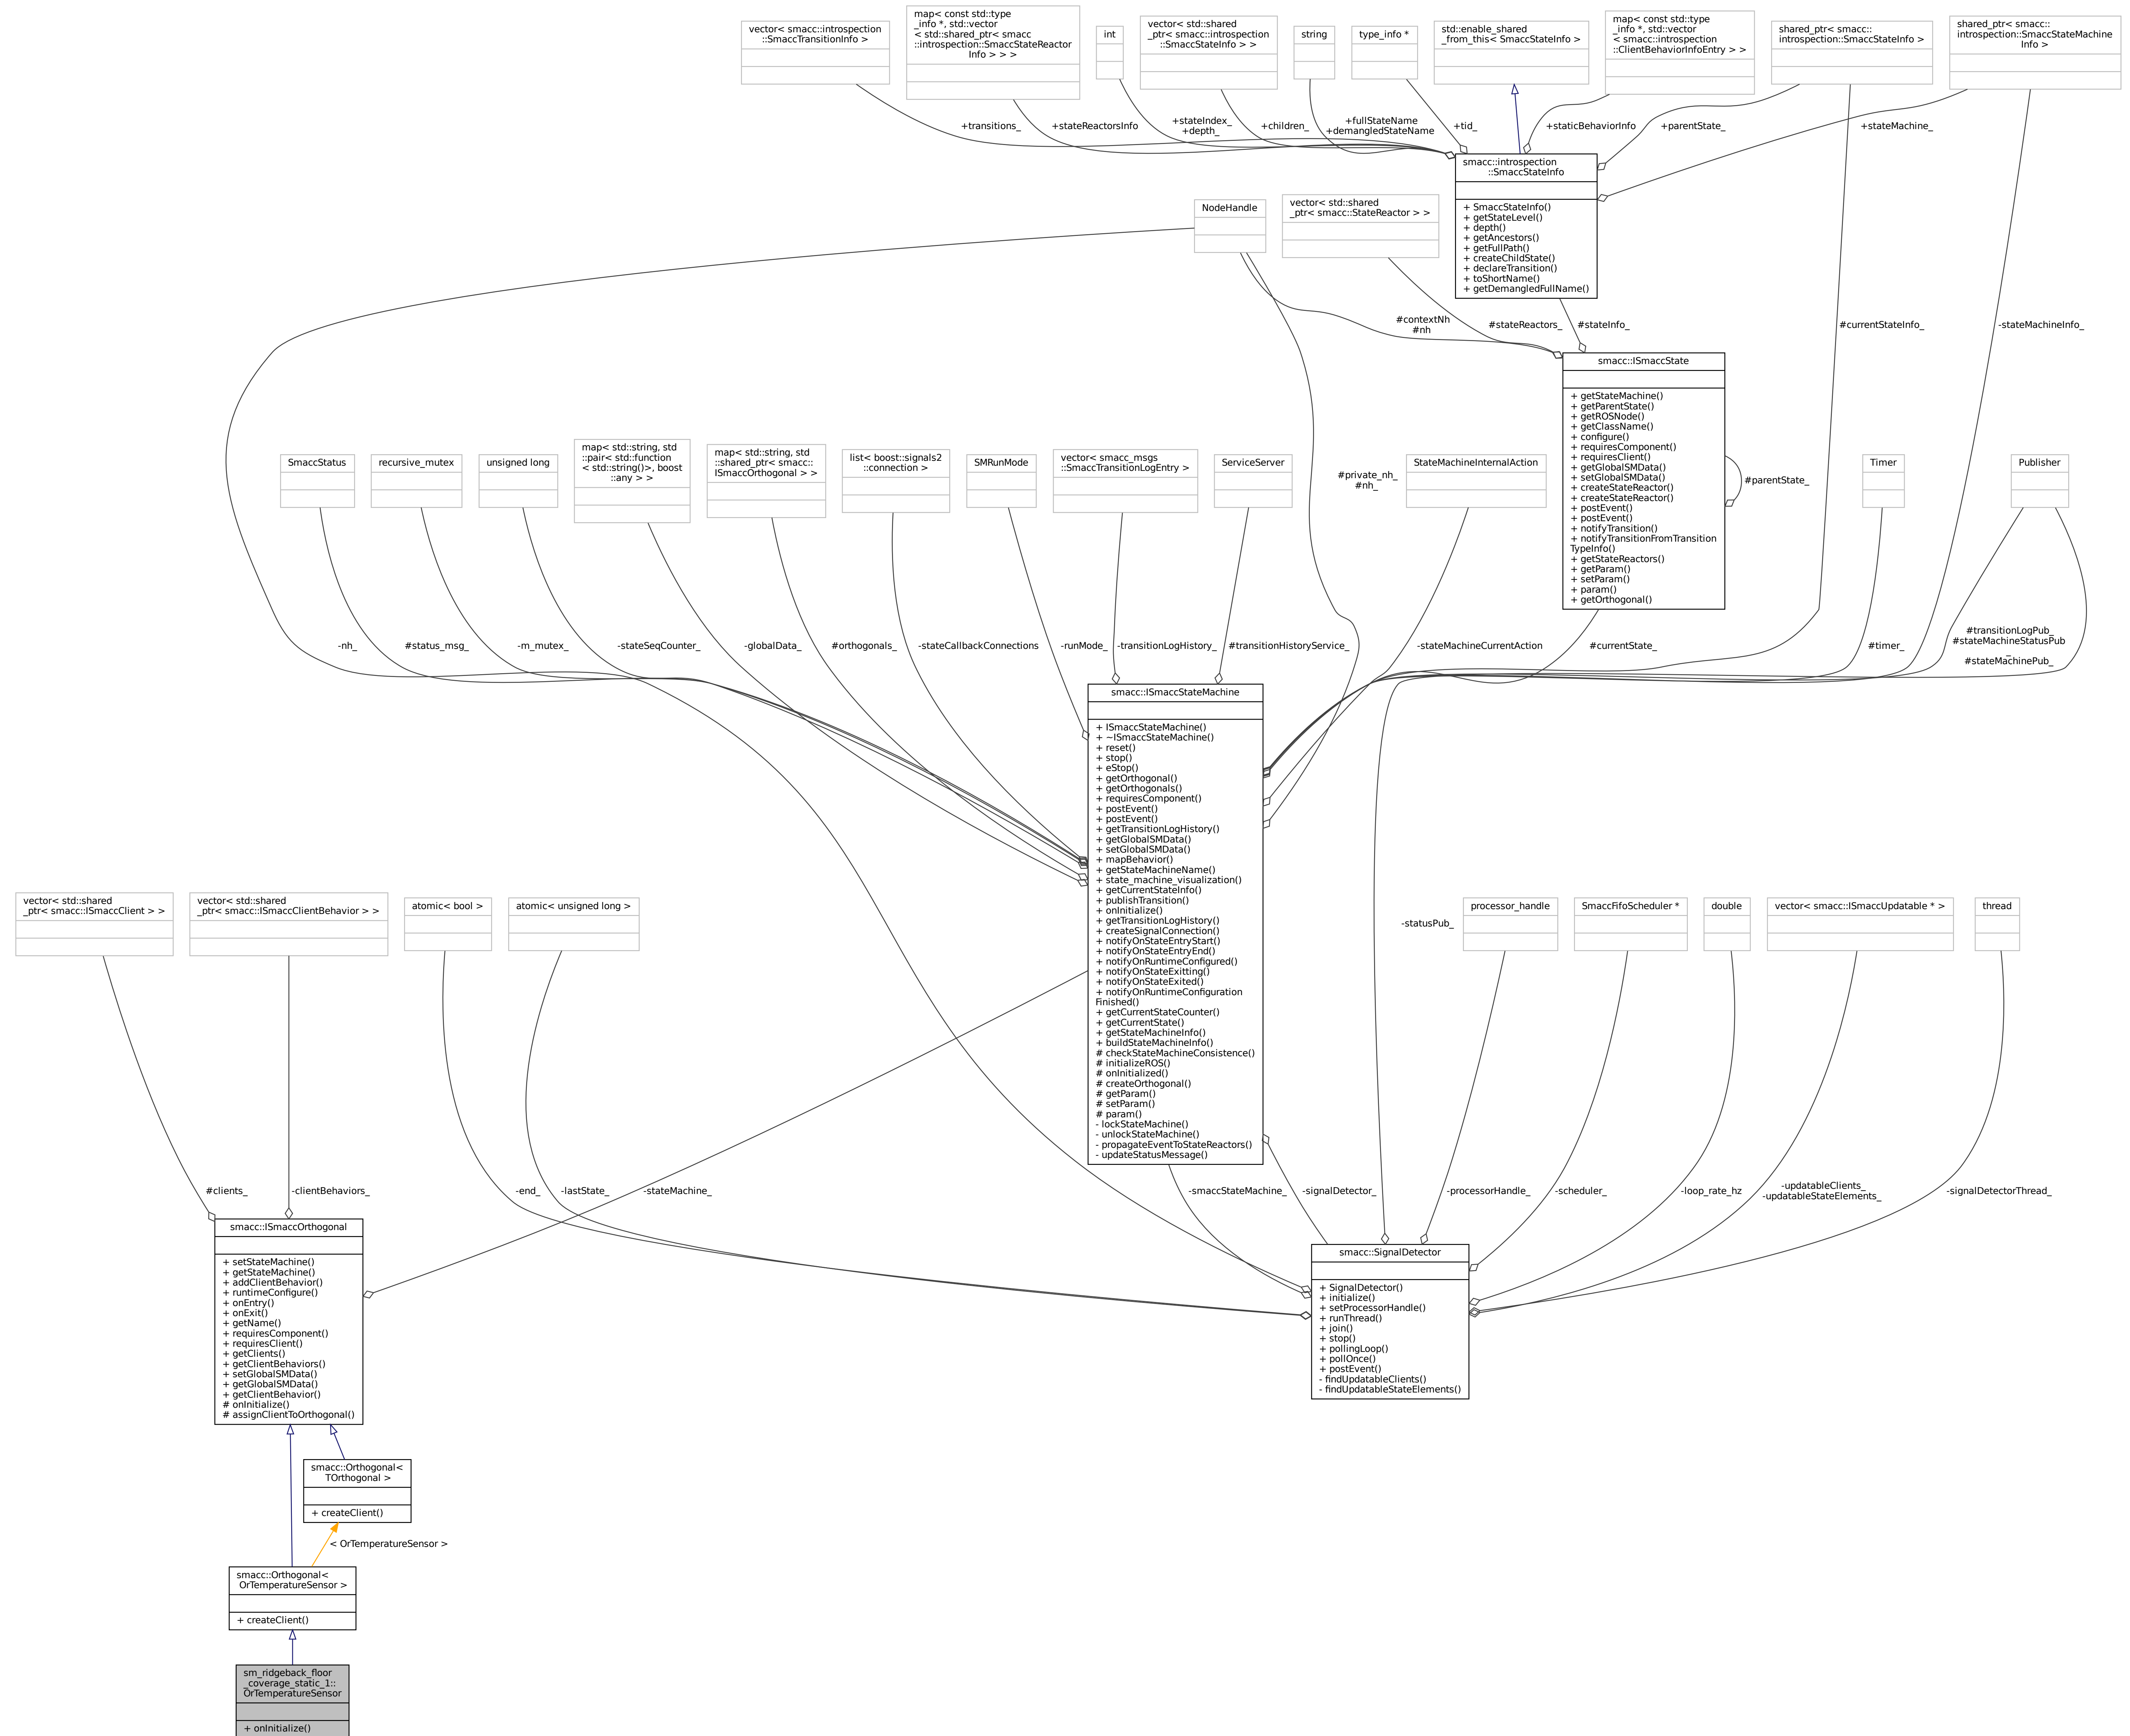 vector< smacc::introspection
::SmaccTransitionInfo >
map< const std::type
_info *, std::vector
< std::shared_ptr< smacc
::introspection::SmaccStateReactor
Info > > >
int
vector< std::shared
_ptr< smacc::introspection
::SmaccStateInfo > >
string
type_info *
std::enable_shared
_from_this< SmaccStateInfo >
map< const std::type
_info *, std::vector
< smacc::introspection
::ClientBehaviorInfoEntry > >
shared_ptr< smacc::
introspection::SmaccStateInfo >
shared_ptr< smacc::
introspection::SmaccStateMachine
Info >
+transitions_
+stateReactorsInfo
+stateIndex_
+depth_
+children_
+fullStateName
+demangledStateName
+tid_
+staticBehaviorInfo
+parentState_
+stateMachine_
smacc::introspection
::SmaccStateInfo
+ SmaccStateInfo()
+ getStateLevel()
+ depth()
+ getAncestors()
+ getFullPath()
+ createChildState()
+ declareTransition()
+ toShortName()
+ getDemangledFullName()
NodeHandle
vector< std::shared
_ptr< smacc::StateReactor > >
#contextNh
#nh
#stateReactors_
#stateInfo_
#currentStateInfo_
-stateMachineInfo_
smacc::ISmaccState
+ getStateMachine()
+ getParentState()
+ getROSNode()
+ getClassName()
+ configure()
+ requiresComponent()
+ requiresClient()
+ getGlobalSMData()
+ setGlobalSMData()
+ createStateReactor()
+ createStateReactor()
+ postEvent()
+ postEvent()
+ notifyTransition()
+ notifyTransitionFromTransition
TypeInfo()
+ getStateReactors()
+ getParam()
+ setParam()
+ param()
+ getOrthogonal()
#parentState_
SmaccStatus
recursive_mutex
unsigned long
map< std::string, std
::pair< std::function
< std::string()>, boost
::any > >
map< std::string, std
::shared_ptr< smacc::
ISmaccOrthogonal > >
list< boost::signals2
::connection >
SMRunMode
vector< smacc_msgs
::SmaccTransitionLogEntry >
ServiceServer
#private_nh_
#nh_
StateMachineInternalAction
Timer
Publisher
-nh_
#status_msg_
-m_mutex_
-stateSeqCounter_
-globalData_
#orthogonals_
-stateCallbackConnections
-runMode_
-transitionLogHistory_
#transitionHistoryService_
-stateMachineCurrentAction
#currentState_
#timer_
#transitionLogPub_
#stateMachineStatusPub
_
#stateMachinePub_
smacc::ISmaccStateMachine
+ ISmaccStateMachine()
+ ~ISmaccStateMachine()
+ reset()
+ stop()
+ eStop()
+ getOrthogonal()
+ getOrthogonals()
+ requiresComponent()
+ postEvent()
+ postEvent()
+ getTransitionLogHistory()
+ getGlobalSMData()
+ setGlobalSMData()
+ mapBehavior()
+ getStateMachineName()
+ state_machine_visualization()
+ getCurrentStateInfo()
+ publishTransition()
+ onInitialize()
+ getTransitionLogHistory()
+ createSignalConnection()
+ notifyOnStateEntryStart()
+ notifyOnStateEntryEnd()
+ notifyOnRuntimeConfigured()
+ notifyOnStateExitting()
+ notifyOnStateExited()
+ notifyOnRuntimeConfiguration
Finished()
+ getCurrentStateCounter()
+ getCurrentState()
+ getStateMachineInfo()
+ buildStateMachineInfo()
# checkStateMachineConsistence()
# initializeROS()
# onInitialized()
# createOrthogonal()
# getParam()
# setParam()
# param()
- lockStateMachine()
- unlockStateMachine()
- propagateEventToStateReactors()
- updateStatusMessage()
vector< std::shared
_ptr< smacc::ISmaccClient > >
vector< std::shared
_ptr< smacc::ISmaccClientBehavior > >
atomic< bool >
atomic< unsigned long >
-statusPub_
processor_handle
SmaccFifoScheduler *
double
vector< smacc::ISmaccUpdatable * >
thread
#clients_
-clientBehaviors_
-end_
-lastState_
-stateMachine_
-smaccStateMachine_
-signalDetector_
-processorHandle_
-scheduler_
-loop_rate_hz
-updatableClients_
-updatableStateElements_
-signalDetectorThread_
smacc::ISmaccOrthogonal
+ setStateMachine()
+ getStateMachine()
+ addClientBehavior()
+ runtimeConfigure()
+ onEntry()
+ onExit()
+ getName()
+ requiresComponent()
+ requiresClient()
+ getClients()
+ getClientBehaviors()
+ setGlobalSMData()
+ getGlobalSMData()
+ getClientBehavior()
# onInitialize()
# assignClientToOrthogonal()
smacc::SignalDetector
+ SignalDetector()
+ initialize()
+ setProcessorHandle()
+ runThread()
+ join()
+ stop()
+ pollingLoop()
+ pollOnce()
+ postEvent()
- findUpdatableClients()
- findUpdatableStateElements()
smacc::Orthogonal<
TOrthogonal >
+ createClient()
< OrTemperatureSensor >
smacc::Orthogonal<
OrTemperatureSensor >
+ createClient()
sm_ridgeback_floor
_coverage_static_1::
OrTemperatureSensor
+ onInitialize()